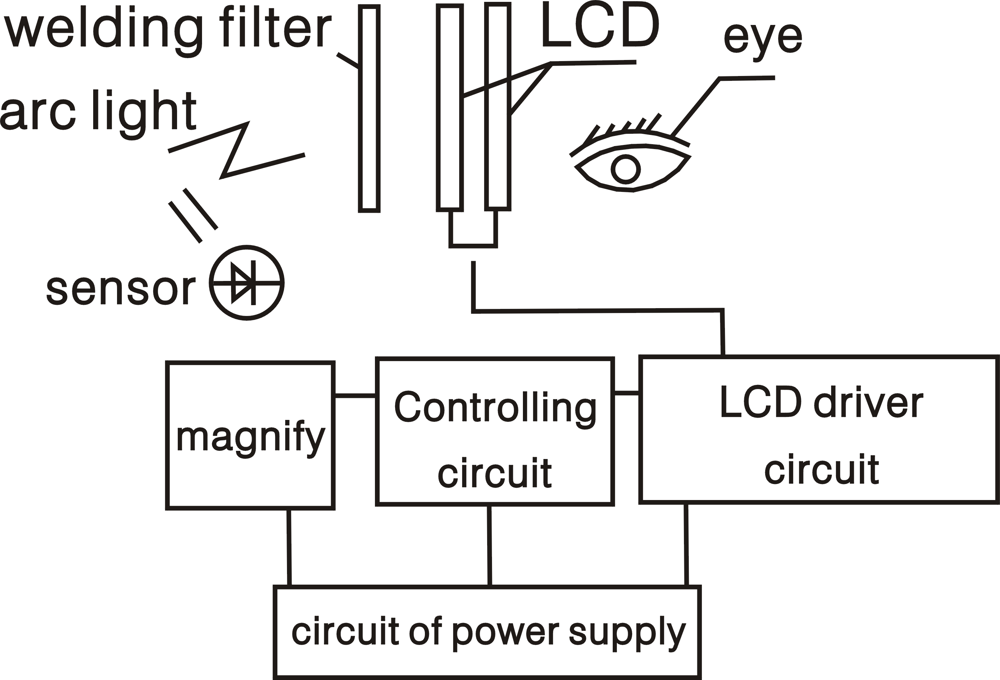 welding filter
LCD
eye
arc light
sensor
magnify
Controlling
circuit
LCD driver
circuit
circuit of power supply